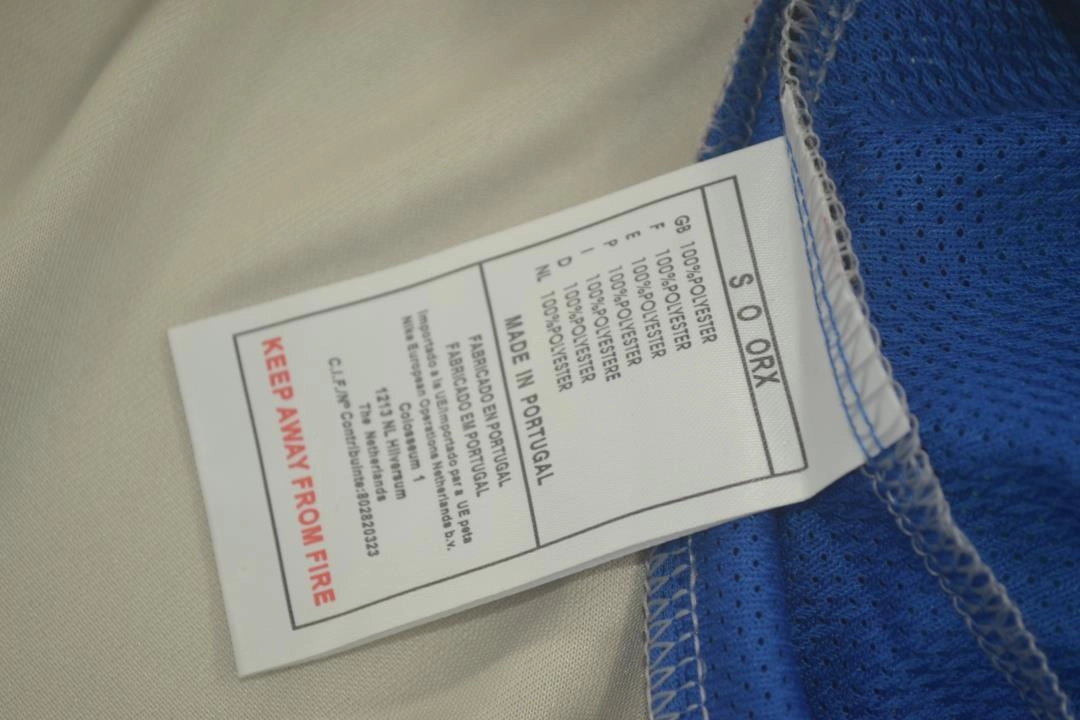 S O ORX
GB 100%POLYESTER
F 100%POLYESTER
E 100%POLYESTER
P 100%POLYESTER
I 100%POLYESTERE
D 100%POLYESTER
NL 100%POLYESTER
MADE IN PORTUGAL
FABRICADO EN PORTUGAL
FABRICADO EM PORTUGAL
Importado a la UE/Importado para UE peta
Nike European Operations Netherlands b.v.
Colosseum 1
1213 NL Hilversum
The Netherlands
C.I.F./Nº Contribuinte:802820323
KEEP AWAY FROM FIRE